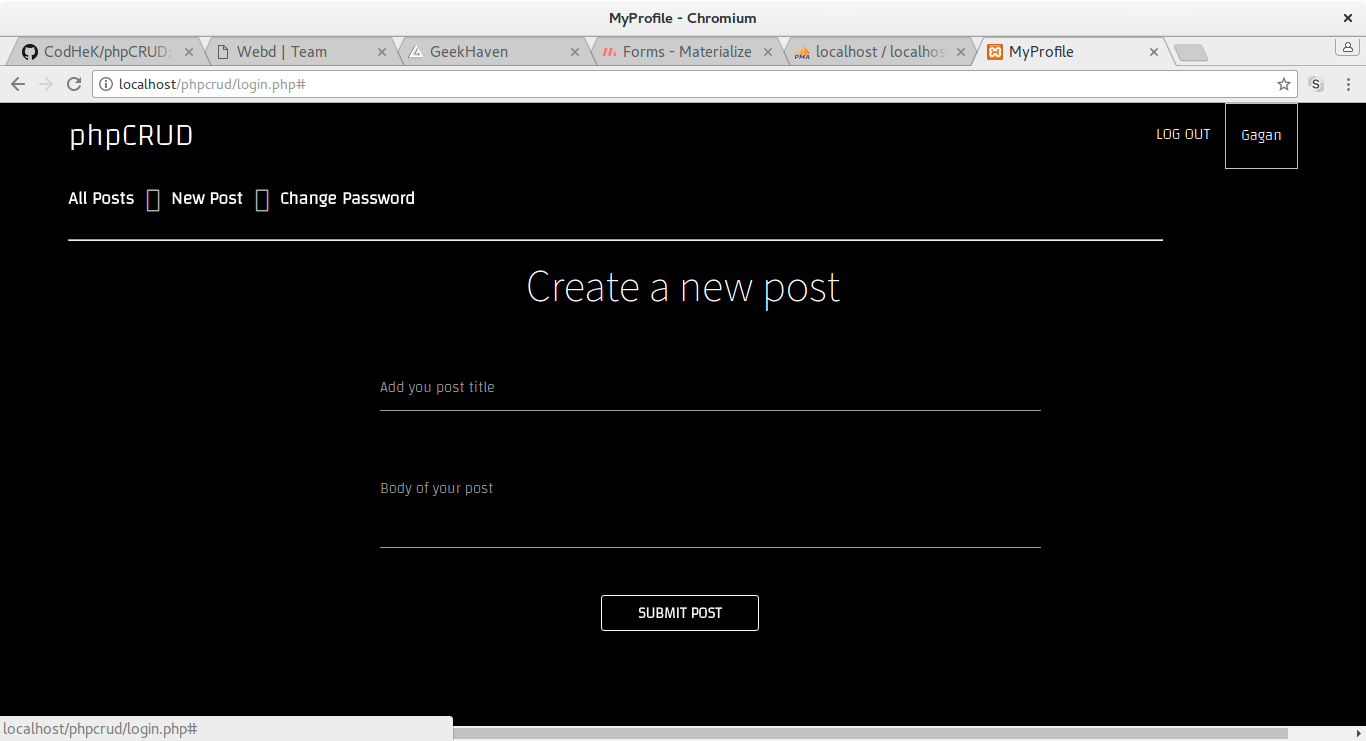 MyProfile - Chromium
CodHeK/phpCRUD: Webd | Team GeekHaven Forms - Materialize localhost / localhos MyProfile
localhost/phpcrud/login.php#
phpCRUD LOG OUT Gagan
All Posts New Post Change Password
Create a new post
Add you post title
Body of your post
SUBMIT POST
localhost/phpcrud/login.php#